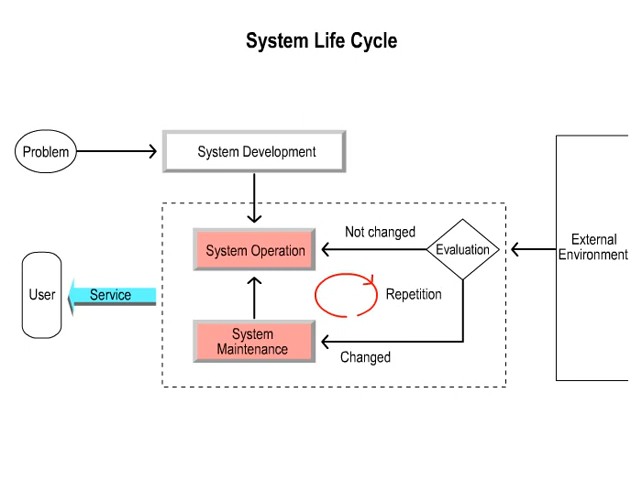 System Life Cycle
Problem
System Development
Not changed
System Operation
Evaluation
External
Environment
User
Service
Repetition
System
Maintenance
Changed